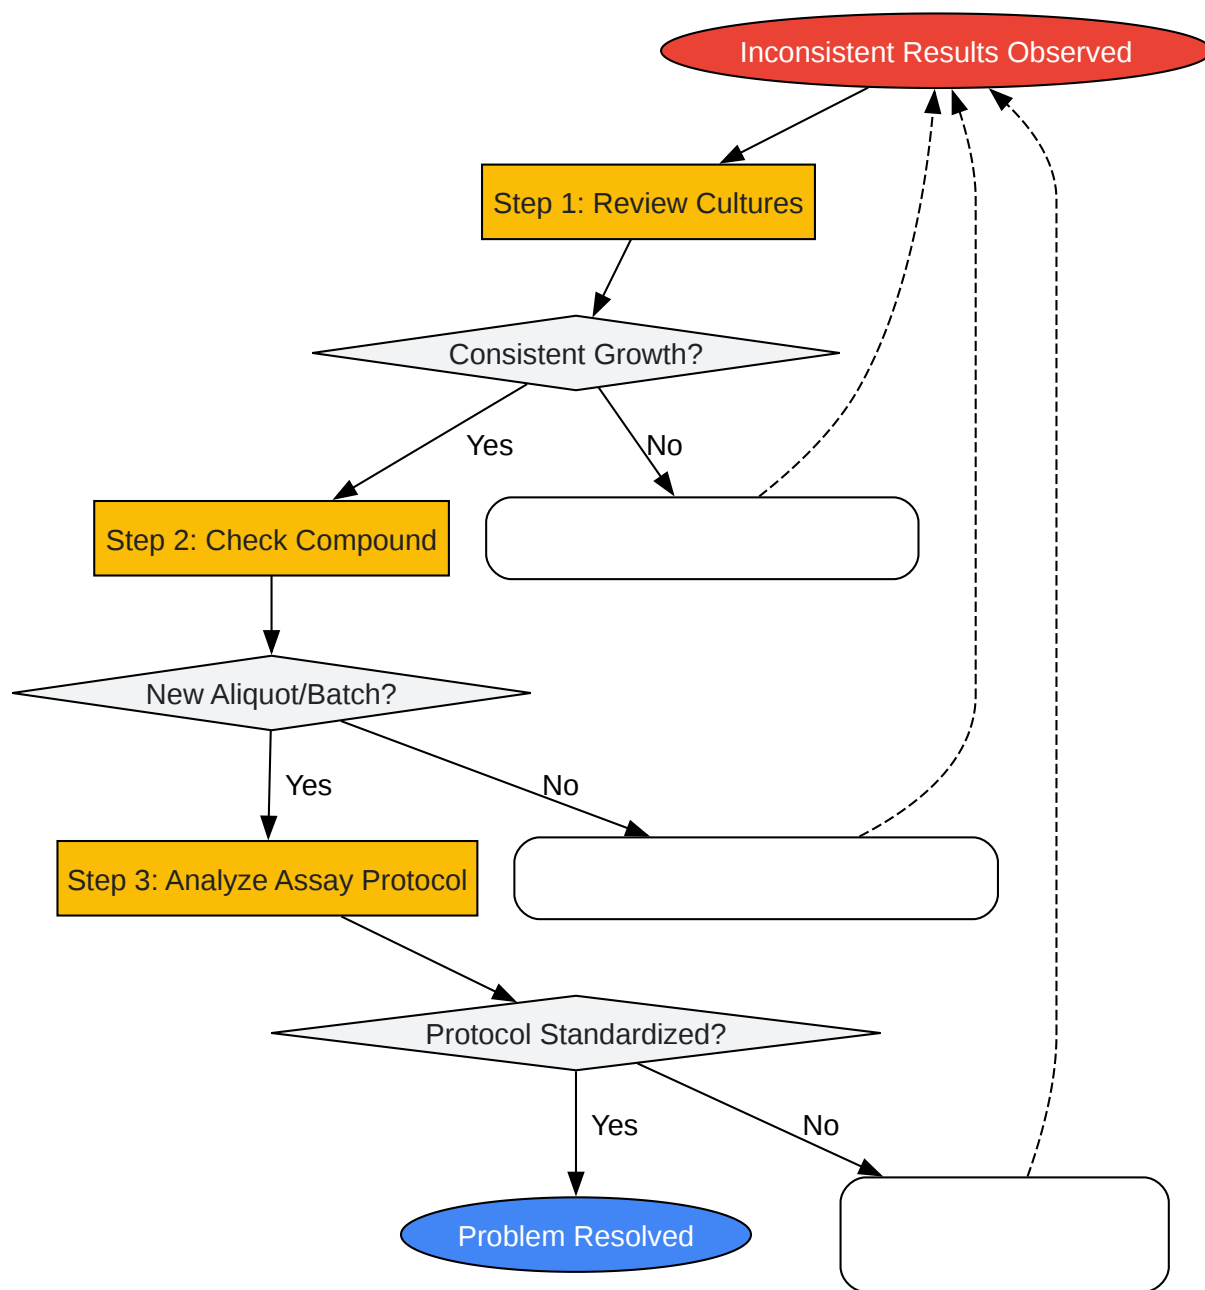 Inconsistent Results Observed
Step 1: Review Cultures
Consistent Growth?
Yes
No
Step 2: Check Compound
New Aliquot/Batch?
Yes
No
Step 3: Analyze Assay Protocol
Protocol Standardized?
Yes
No
Problem Resolved